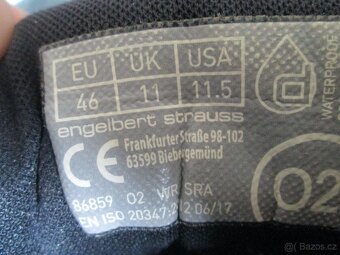 EU UK USA
46 11 11.5
engelbert strauss
Frankfurter Straße 98-102
63599 Biebergemünd
CE
WATERPROOF
86859 O2 WR SRA
EN ISO 20347:2012 06/17
O2
bazos.cz